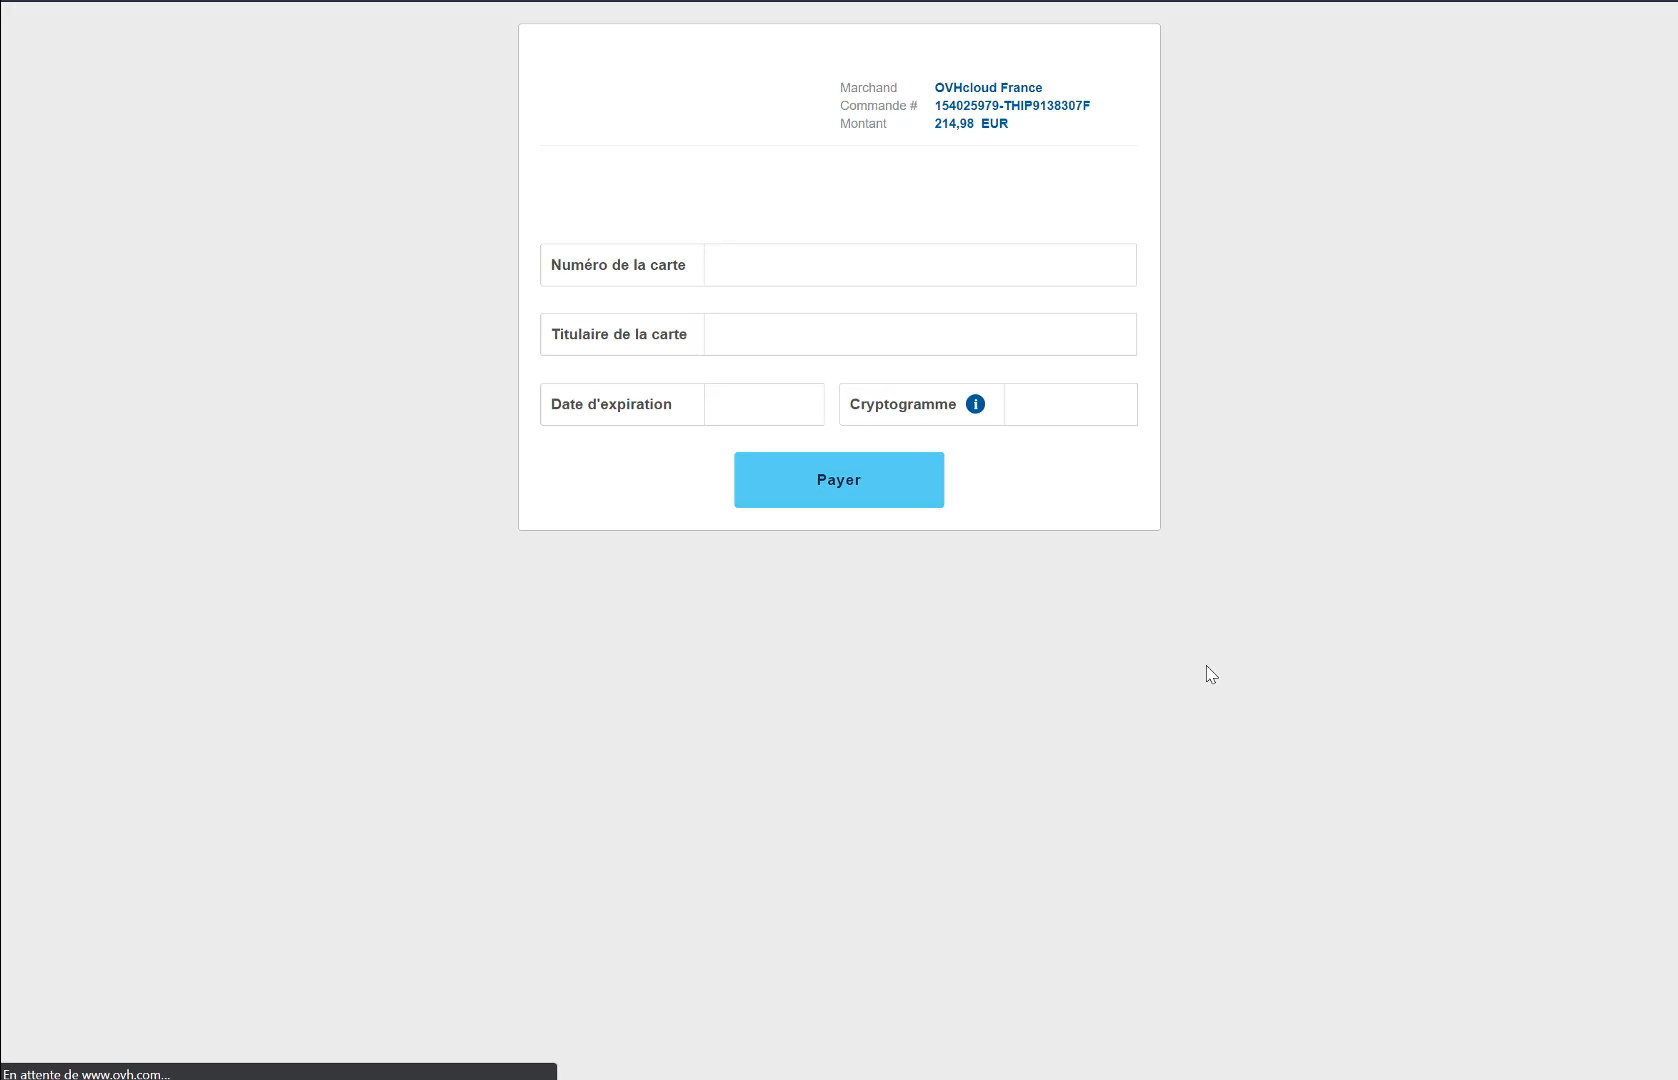 Marchand OVHcloud France
Commande # 154025979-THIP9138307F
Montant 214,98 EUR
Numéro de la carte
Titulaire de la carte
Date d'expiration
Cryptogramme i
Payer
En attente de www.ovh.com...